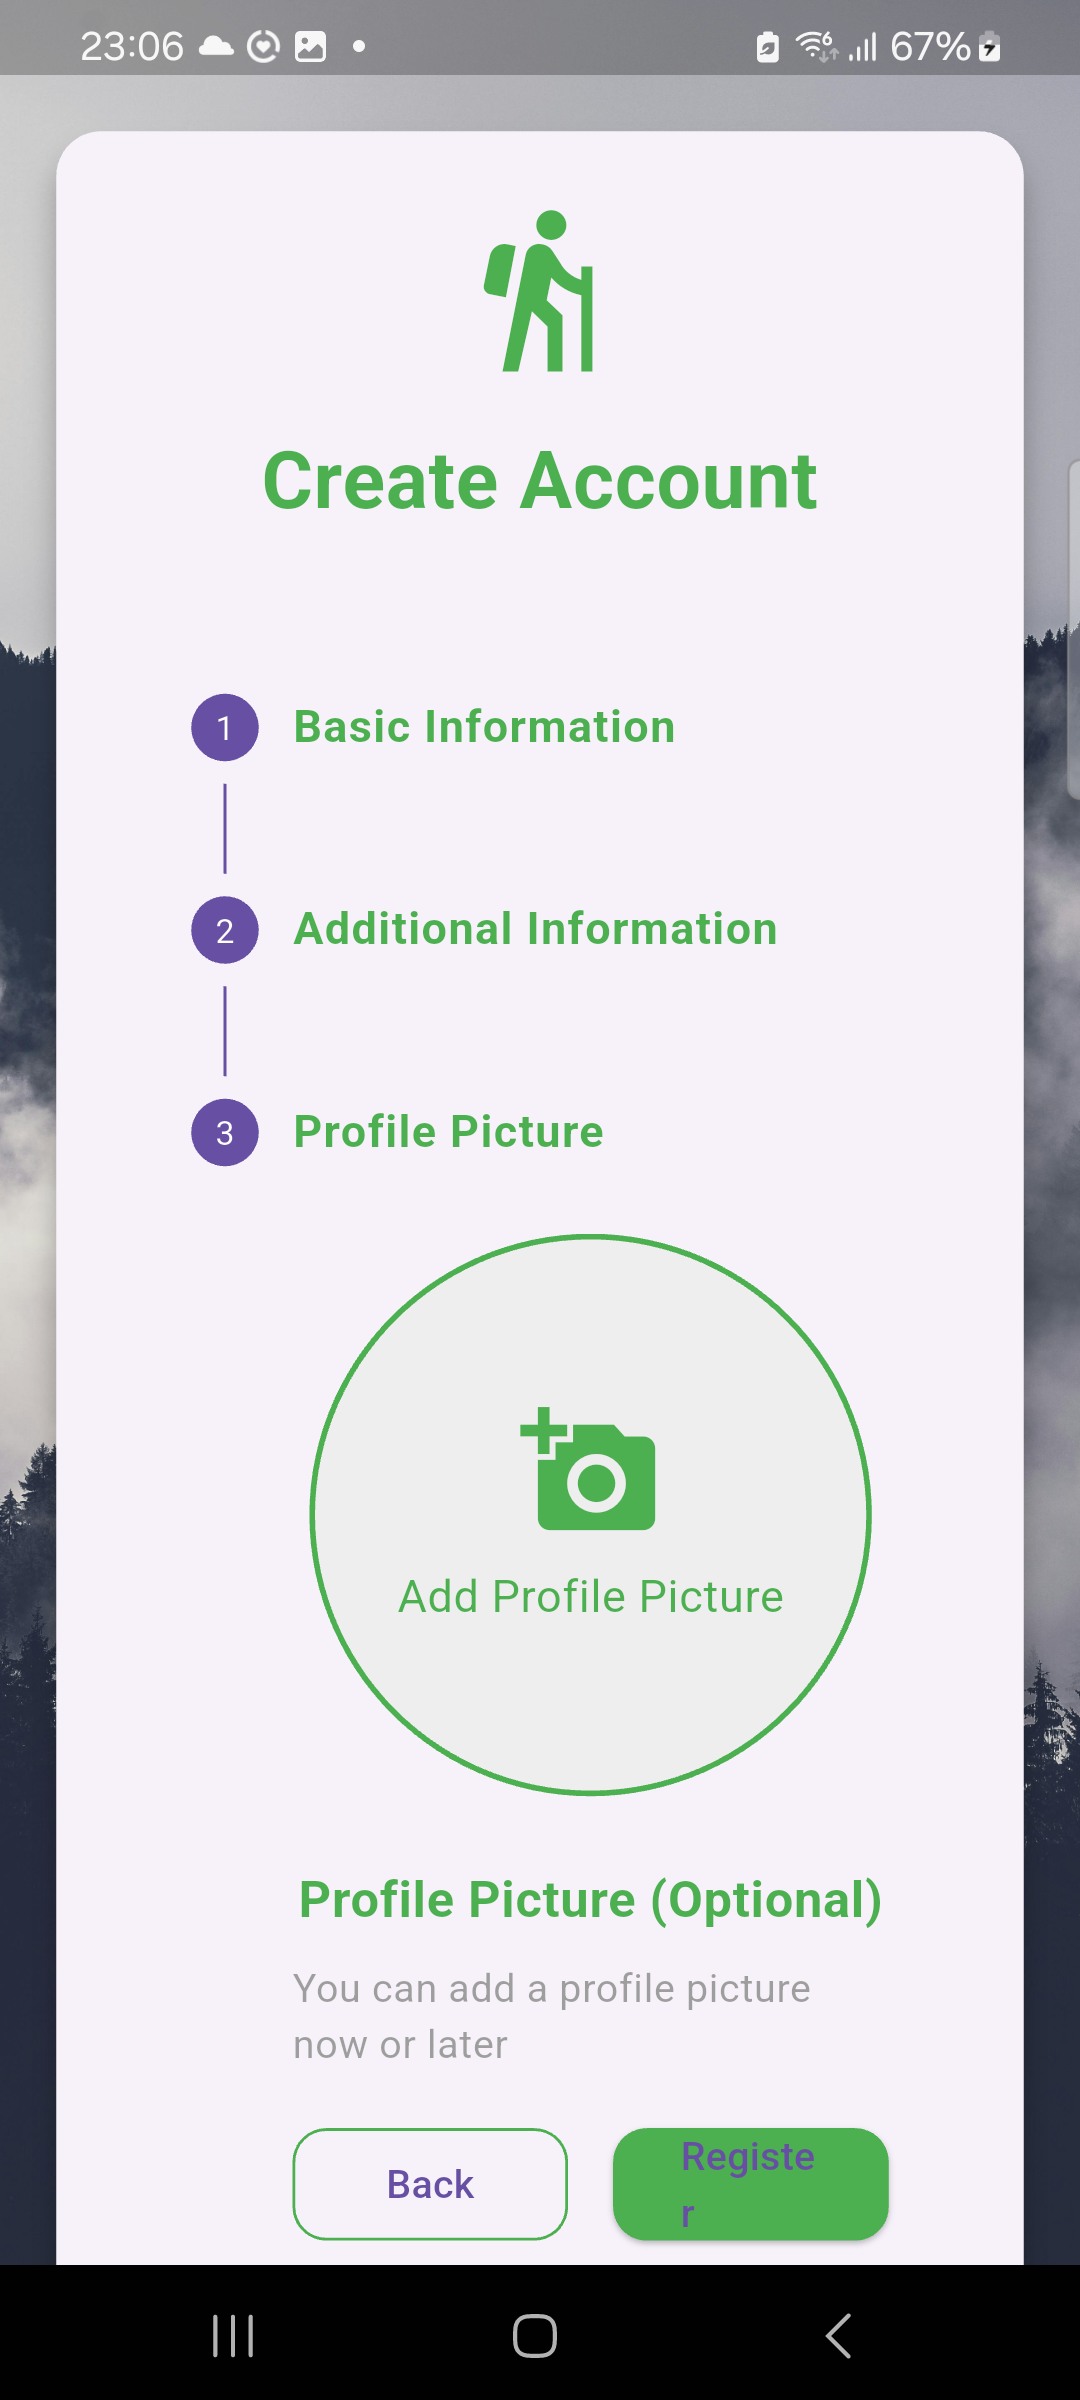 23:06
67%
Create Account
1 Basic Information
2 Additional Information
3 Profile Picture
Add Profile Picture
Profile Picture (Optional)
You can add a profile picture
now or later
Back
Registe
r